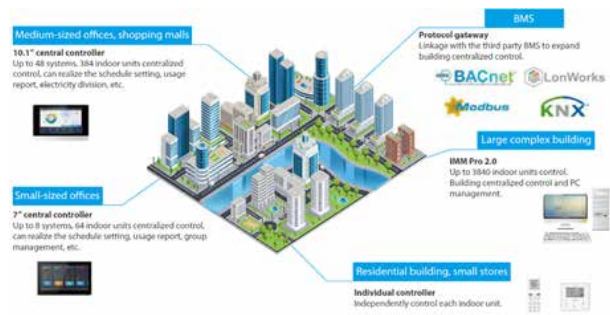 Medium-sized offices, shopping malls
10.1" central controller
Up to 48 systems, 384 indoor units centralized
control, can realize the schedule setting, usage
report, electricity division, etc.
BMS
Protocol gateway
Linkage with the third party BMS to expand
building centralized control.
BACnet
LonWorks
Modbus
KNX
Large complex building
IMM Pro 2.0
Up to 3840 indoor units control.
Building centralized control and PC
management.
Small-sized offices
7" central controller
Up to 8 systems, 64 indoor units centralized control,
can realize the schedule setting, usage report, group
management, etc.
Residential building, small stores
Individual controller
Independently control each indoor unit.